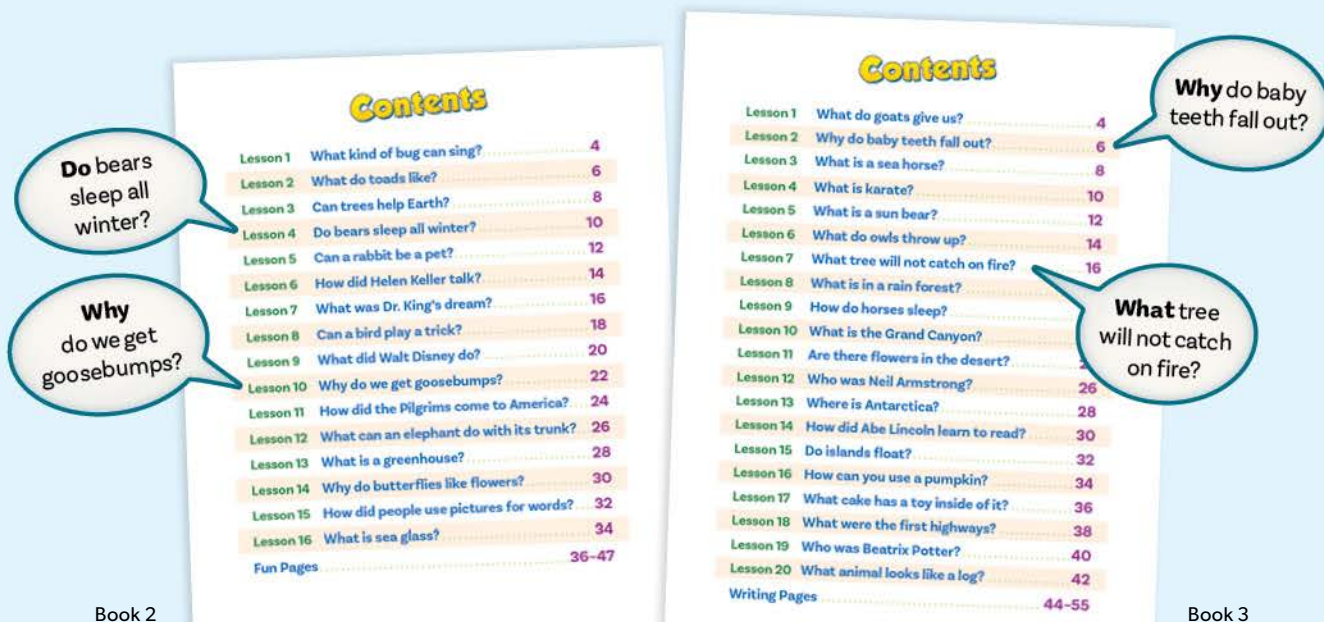 Contents
Lesson 1 What kind of bug can sing? 4
Lesson 2 What do toads like? 6
Lesson 3 Can trees help Earth? 8
Lesson 4 Do bears sleep all winter? 10
Lesson 5 Can a rabbit be a pet? 12
Lesson 6 How did Helen Keller talk? 14
Lesson 7 What was Dr. King's dream? 16
Lesson 8 Can a bird play a trick? 18
Lesson 9 What did Walt Disney do? 20
Lesson 10 Why do we get goosebumps? 22
Lesson 11 How did the Pilgrims come to America? 24
Lesson 12 What can an elephant do with its trunk? 26
Lesson 13 What is a greenhouse? 28
Lesson 14 Why do butterflies like flowers? 30
Lesson 15 How did people use pictures for words? 32
Lesson 16 What is sea glass? 34
Fun Pages 36–47
Do bears
sleep all
winter?
Why
do we get
goosebumps?
Book 2
Contents
Lesson 1 What do goats give us? 4
Lesson 2 Why do baby teeth fall out? 6
Lesson 3 What is a sea horse? 8
Lesson 4 What is karate? 10
Lesson 5 What is a sun bear? 12
Lesson 6 What do owls throw up? 14
Lesson 7 What tree will not catch on fire? 16
Lesson 8 What is in a rain forest?
Lesson 9 How do horses sleep?
Lesson 10 What is the Grand Canyon?
Lesson 11 Are there flowers in the desert?
Lesson 12 Who was Neil Armstrong? 26
Lesson 13 Where is Antarctica? 28
Lesson 14 How did Abe Lincoln learn to read? 30
Lesson 15 Do islands float? 32
Lesson 16 How can you use a pumpkin? 34
Lesson 17 What cake has a toy inside of it? 36
Lesson 18 What were the first highways? 38
Lesson 19 Who was Beatrix Potter? 40
Lesson 20 What animal looks like a log? 42
Writing Pages 44–55
Why do baby
teeth fall out?
What tree
will not catch
on fire?
Book 3